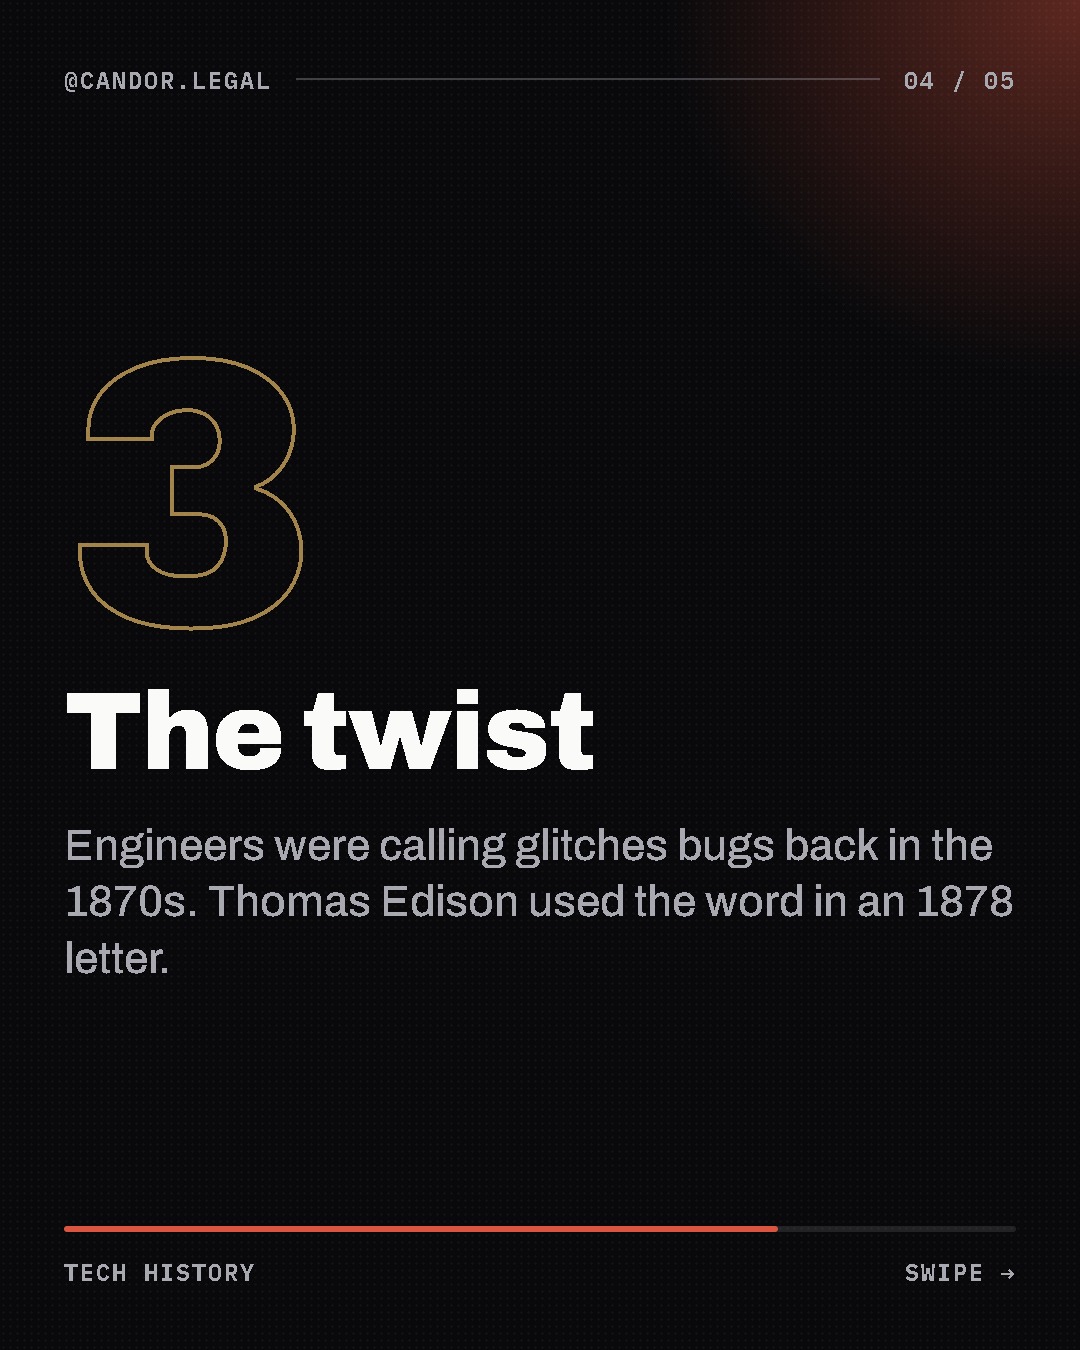 @CANDOR.LEGAL
04 / 05
3
The twist
Engineers were calling glitches bugs back in the
1870s. Thomas Edison used the word in an 1878
letter.
TECH HISTORY
SWIPE →